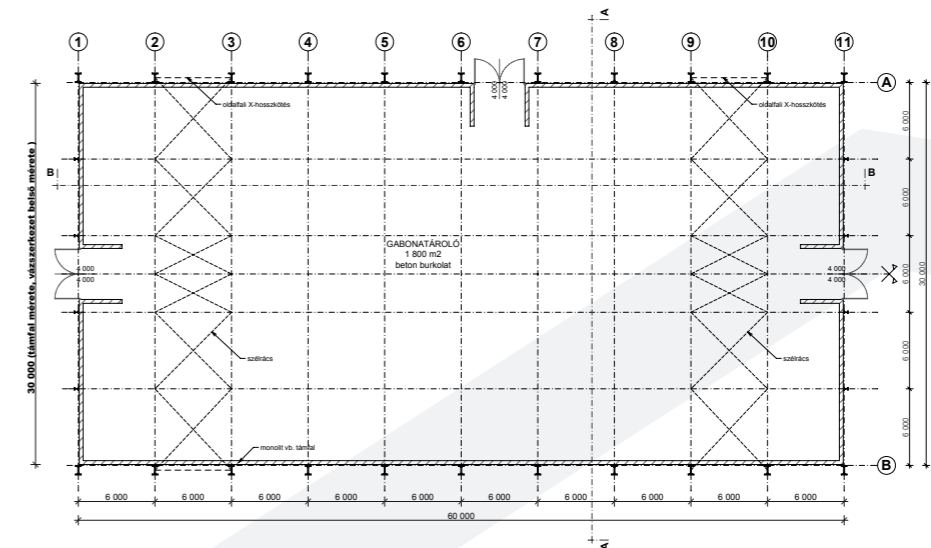 A
1 2 3 4 5 6 7 8 9 10 11
A
4 000
4 000
oldalfali X-hosszkötés
oldalfali X-hosszkötés
6 000
B
B
6 000
30 000 (támfal mérete, vázszerkezet belső mérete )
GABONATÁROLÓ
1 800 m2
beton burkolat
4 000
4 000
4 000
4 000
6 000
30 000
szélrács
szélrács
6 000
monolit vb. támfal
6 000
B
6 000 6 000 6 000 6 000 6 000 6 000 6 000 6 000 6 000 6 000
60 000
A